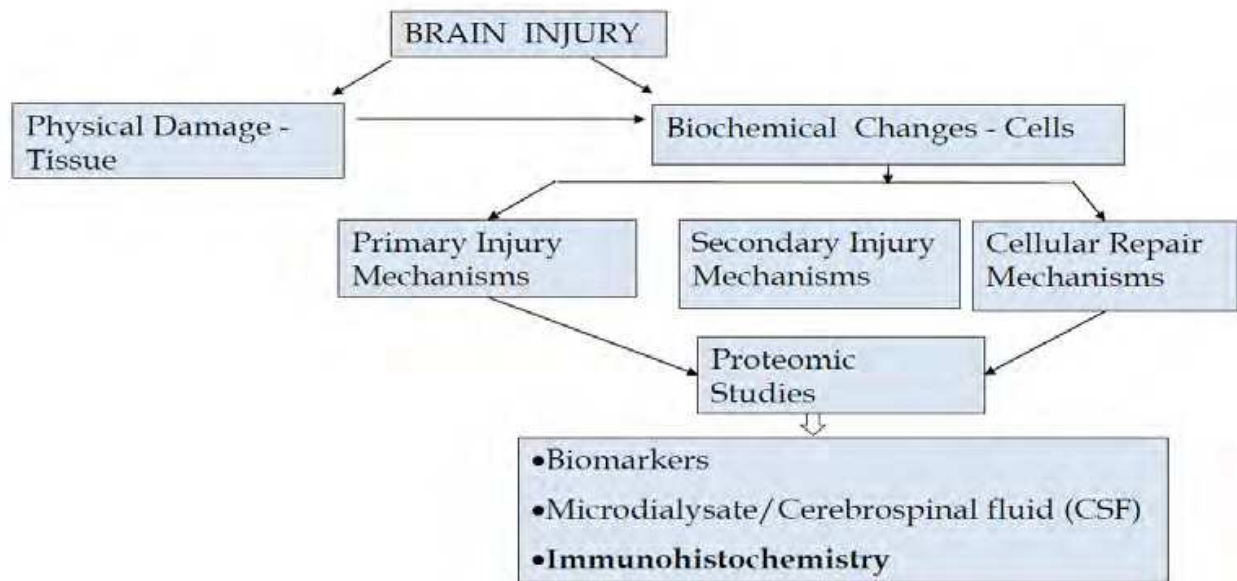 BRAIN INJURY
Physical Damage -
Tissue
Biochemical Changes - Cells
Primary Injury
Mechanisms
Secondary Injury
Mechanisms
Cellular Repair
Mechanisms
Proteomic
Studies
•Biomarkers
•Microdialysate/Cerebrospinal fluid (CSF)
•Immunohistochemistry